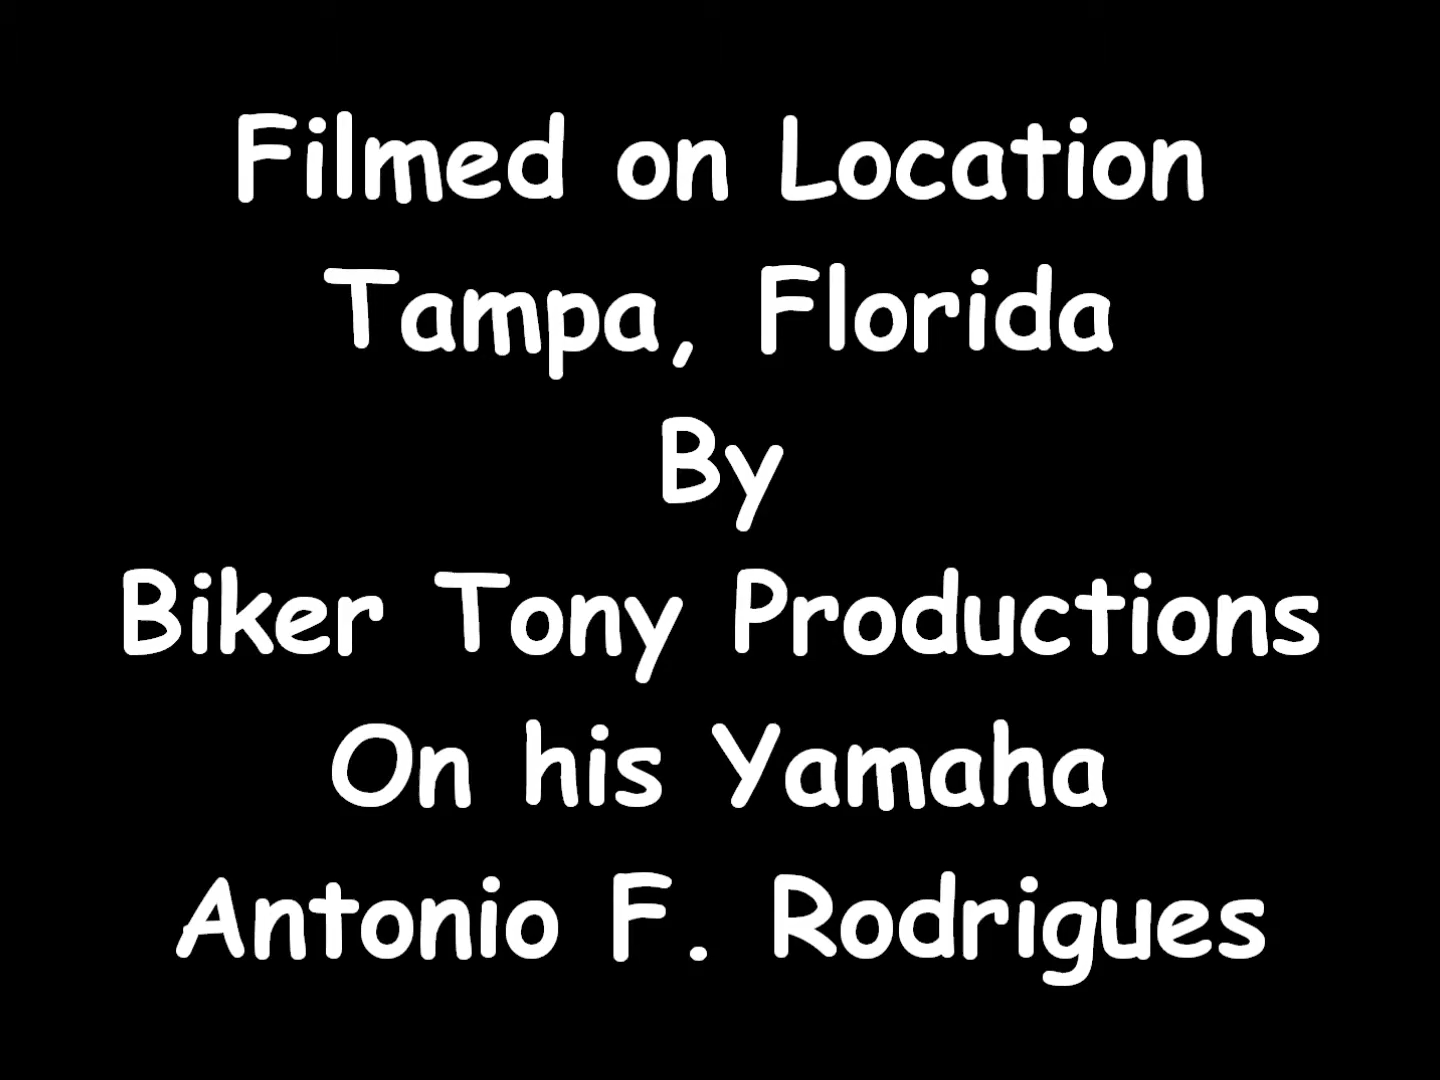 Filmed on Location
Tampa, Florida
By
Biker Tony Productions
On his Yamaha
Antonio F. Rodrigues